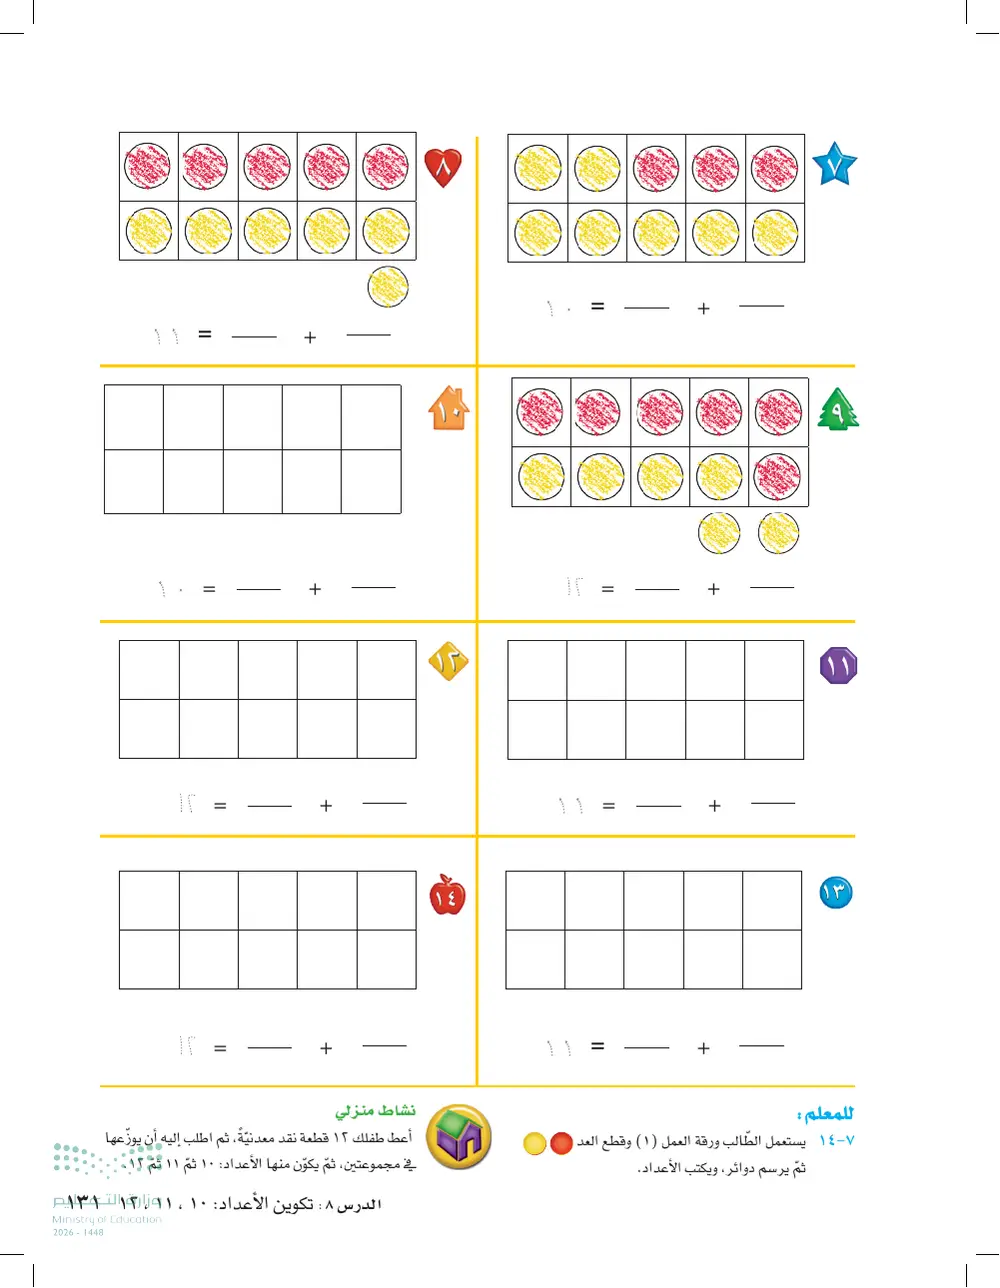 ٧
١٠ = ___ + ___
٨
١١ = ___ + ___
٩
١٢ = ___ + ___
١٠
١٠ = ___ + ___
١١
١١ = ___ + ___
١٢
١٢ = ___ + ___
١٣
١١ = ___ + ___
١٤
١٢ = ___ + ___
للمعلم:
٧-١٤ يستعمل الطّالب ورقة العمل (١) وقطع العد
ثمّ يرسم دوائر، ويكتب الأعداد.
نشاط منزلي
أعط طفلك ١٢ قطعة نقد معدنيّةً، ثم اطلب إليه أن يوزّعها
في مجموعتين، ثمّ يكوّن منها الأعداد: ١٠ ثمّ ١١ ثمّ ١٢.
الدرس ٨ : تكوين الأعداد: ١٠ ، ١١ ، ١٢ ١٣١
وزارة التعليم
Ministry of Education
2026 - 1448